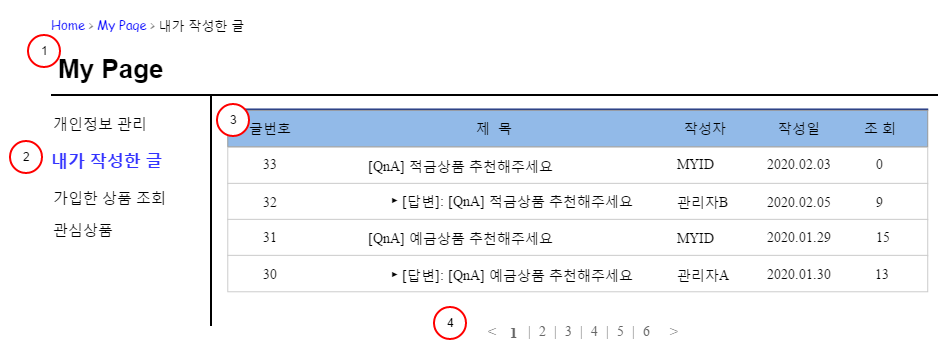 Home > My Page > 내가 작성한 글
1
My Page
개인정보 관리
2
내가 작성한 글
가입한 상품 조회
관심상품
3
글번호 제 목 작성자 작성일 조 회
33 [QnA] 적금상품 추천해주세요 MYID 2020.02.03 0
32 ▸ [답변]: [QnA] 적금상품 추천해주세요 관리자B 2020.02.05 9
31 [QnA] 예금상품 추천해주세요 MYID 2020.01.29 15
30 ▸ [답변]: [QnA] 예금상품 추천해주세요 관리자A 2020.01.30 13
4
< 1 | 2 | 3 | 4 | 5 | 6 >